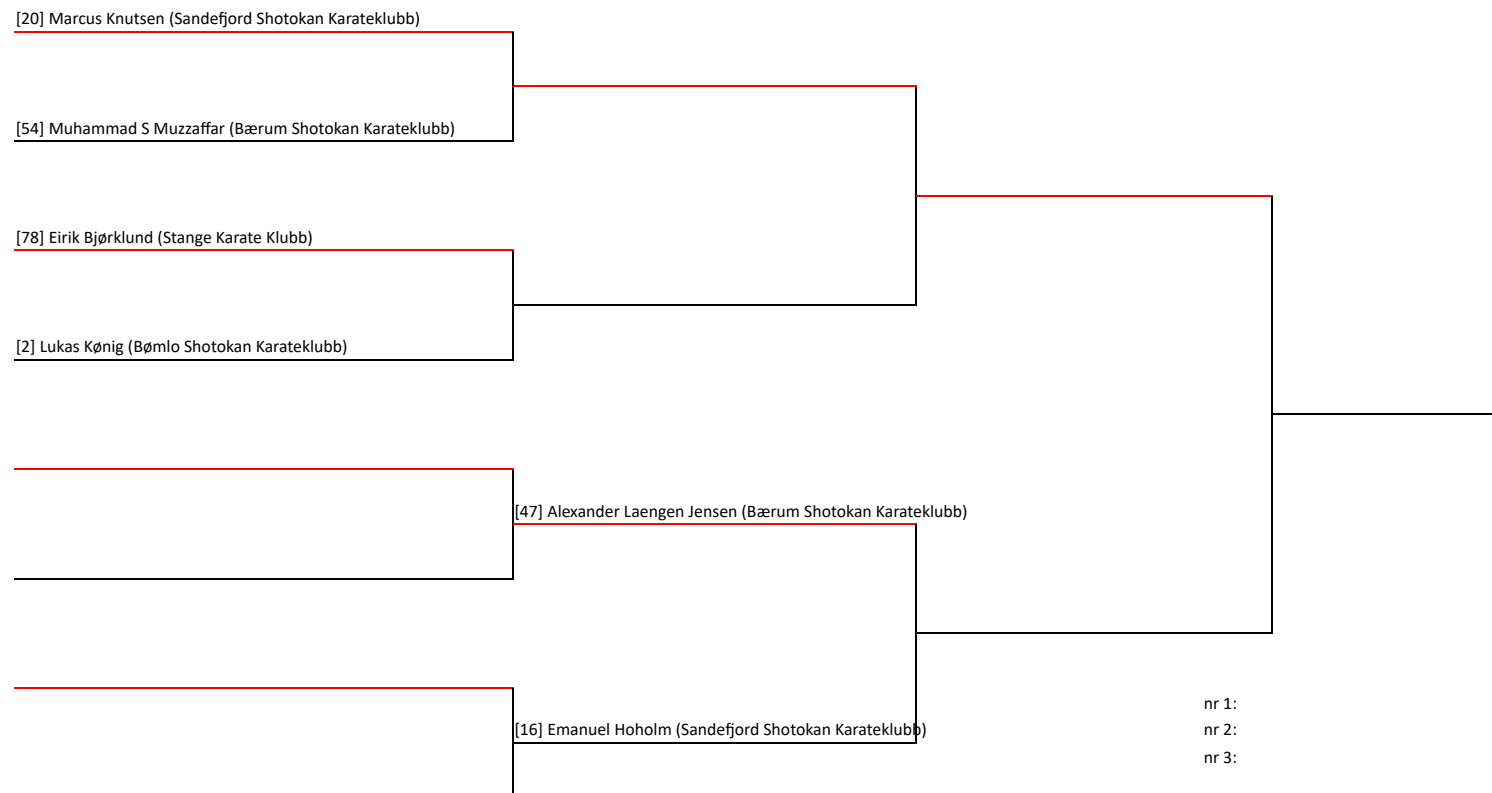 [20] Marcus Knutsen (Sandefjord Shotokan Karateklubb)
[54] Muhammad S Muzzaffar (Bærum Shotokan Karateklubb)
[78] Eirik Bjørklund (Stange Karate Klubb)
[2] Lukas Kønig (Bømlo Shotokan Karateklubb)
[47] Alexander Laengen Jensen (Bærum Shotokan Karateklubb)
[16] Emanuel Hoholm (Sandefjord Shotokan Karateklubb)
nr 1:
nr 2:
nr 3: